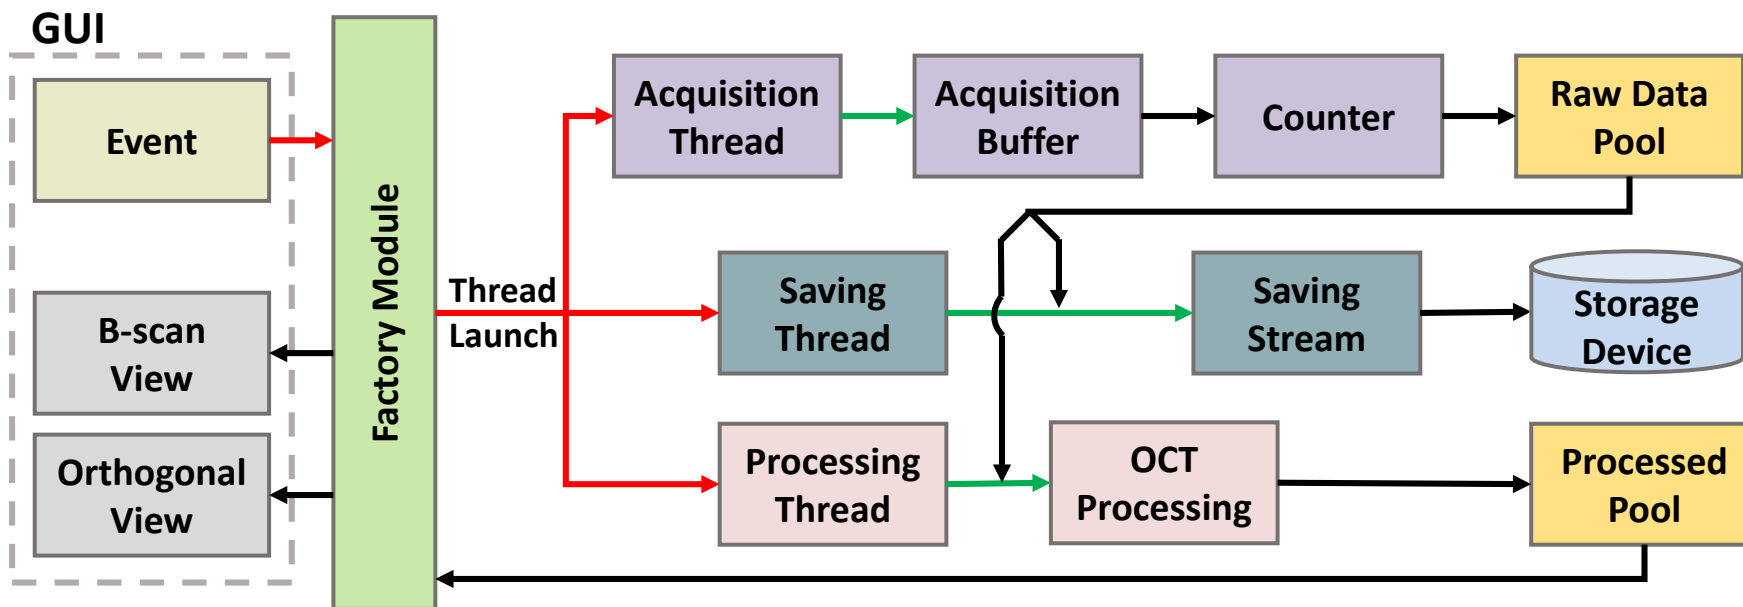 GUI
Event
B-scan
View
Orthogonal
View
Factory Module
Thread
Launch
Acquisition
Thread
Acquisition
Buffer
Counter
Raw Data
Pool
Saving
Thread
Saving
Stream
Storage
Device
Processing
Thread
OCT
Processing
Processed
Pool